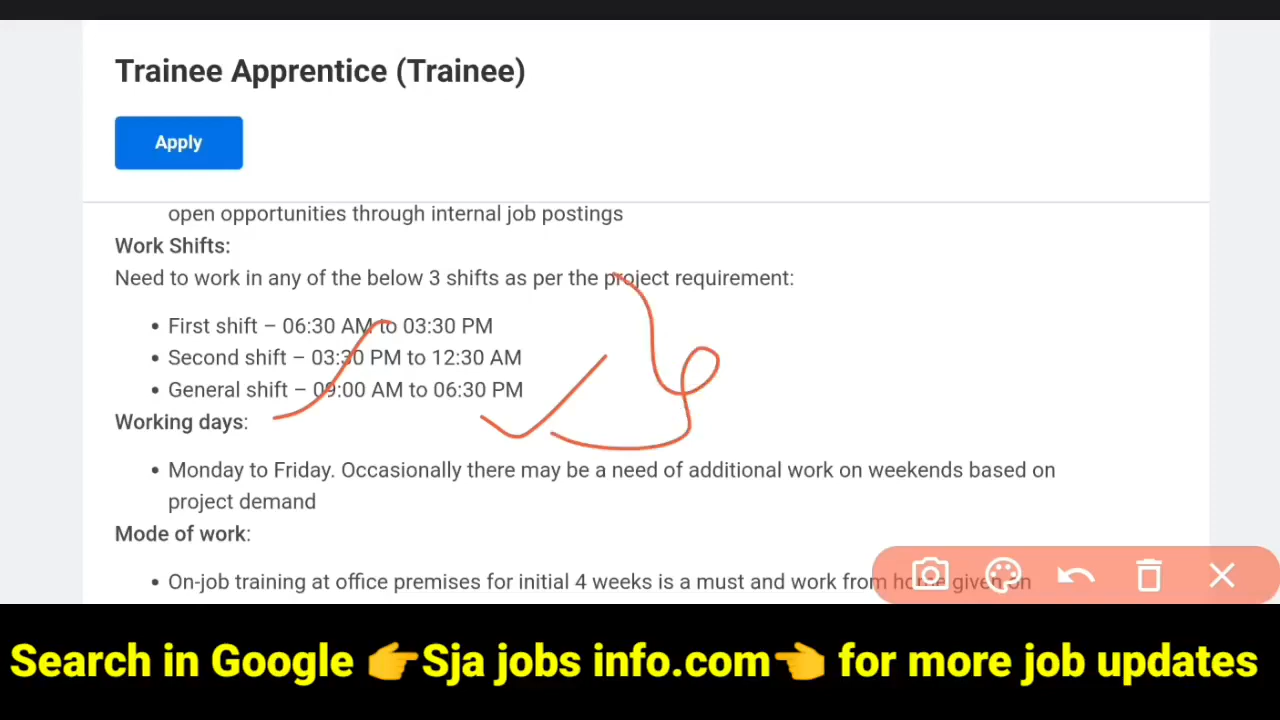 Trainee Apprentice (Trainee)
Apply
open opportunities through internal job postings
Work Shifts:
Need to work in any of the below 3 shifts as per the project requirement:
• First shift – 06:30 AM to 03:30 PM
• Second shift – 03:30 PM to 12:30 AM
• General shift – 09:00 AM to 06:30 PM
Working days:
• Monday to Friday. Occasionally there may be a need of additional work on weekends based on
project demand
Mode of work:
• On-job training at office premises for initial 4 weeks is a must and work from home given on
Search in Google 👉Sja jobs info.com👈 for more job updates